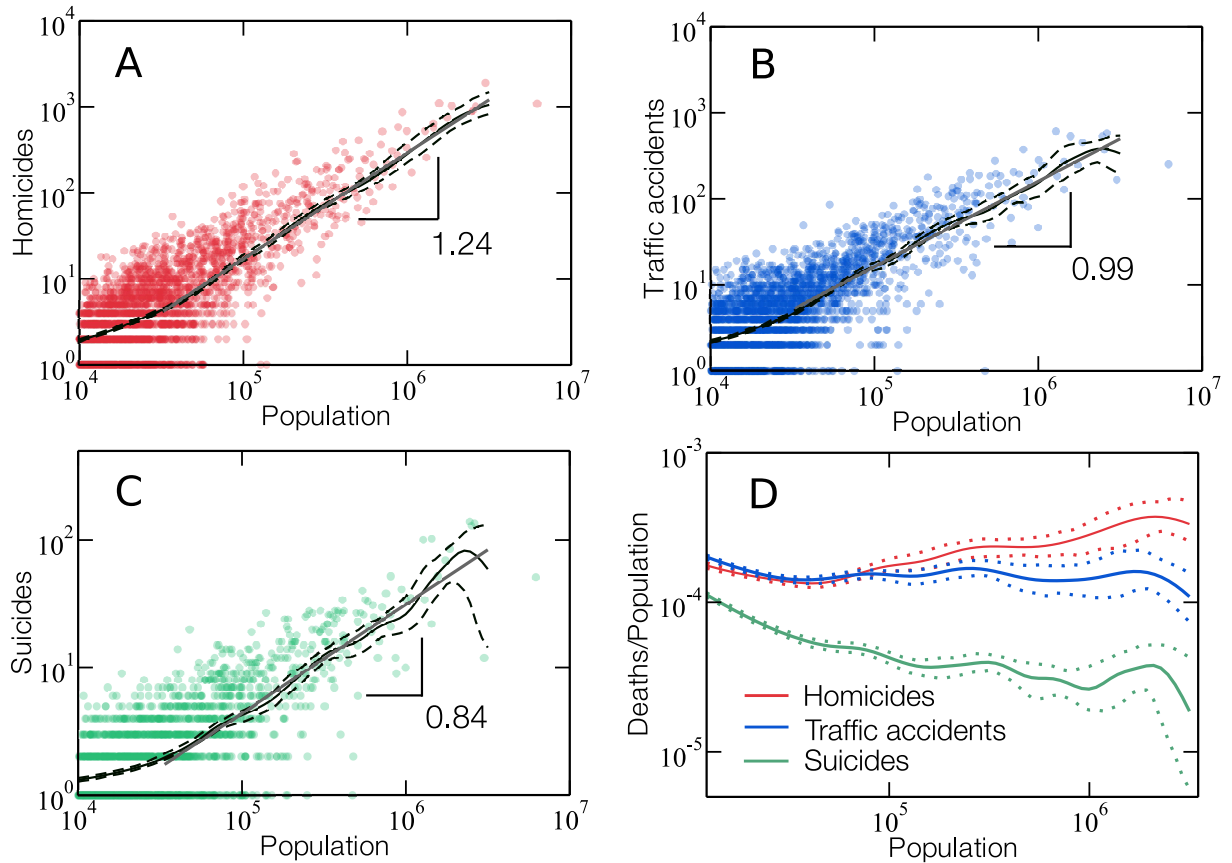 A
Homicides
10^4
10^3
10^2
10^1
10^0
1.24
10^4
10^5
10^6
10^7
Population
B
Traffic accidents
10^4
10^3
10^2
10^1
10^0
0.99
10^4
10^5
10^6
10^7
Population
C
Suicides
10^2
10^1
10^0
0.84
10^4
10^5
10^6
10^7
Population
D
Deaths/Population
10^-3
10^-4
10^-5
Homicides
Traffic accidents
Suicides
10^5
10^6
Population